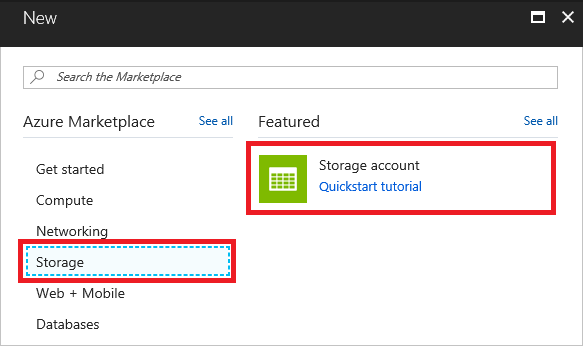 New
Search the Marketplace
Azure Marketplace See all
Get started
Compute
Networking
Storage
Web + Mobile
Databases
Featured See all
Storage account
Quickstart tutorial